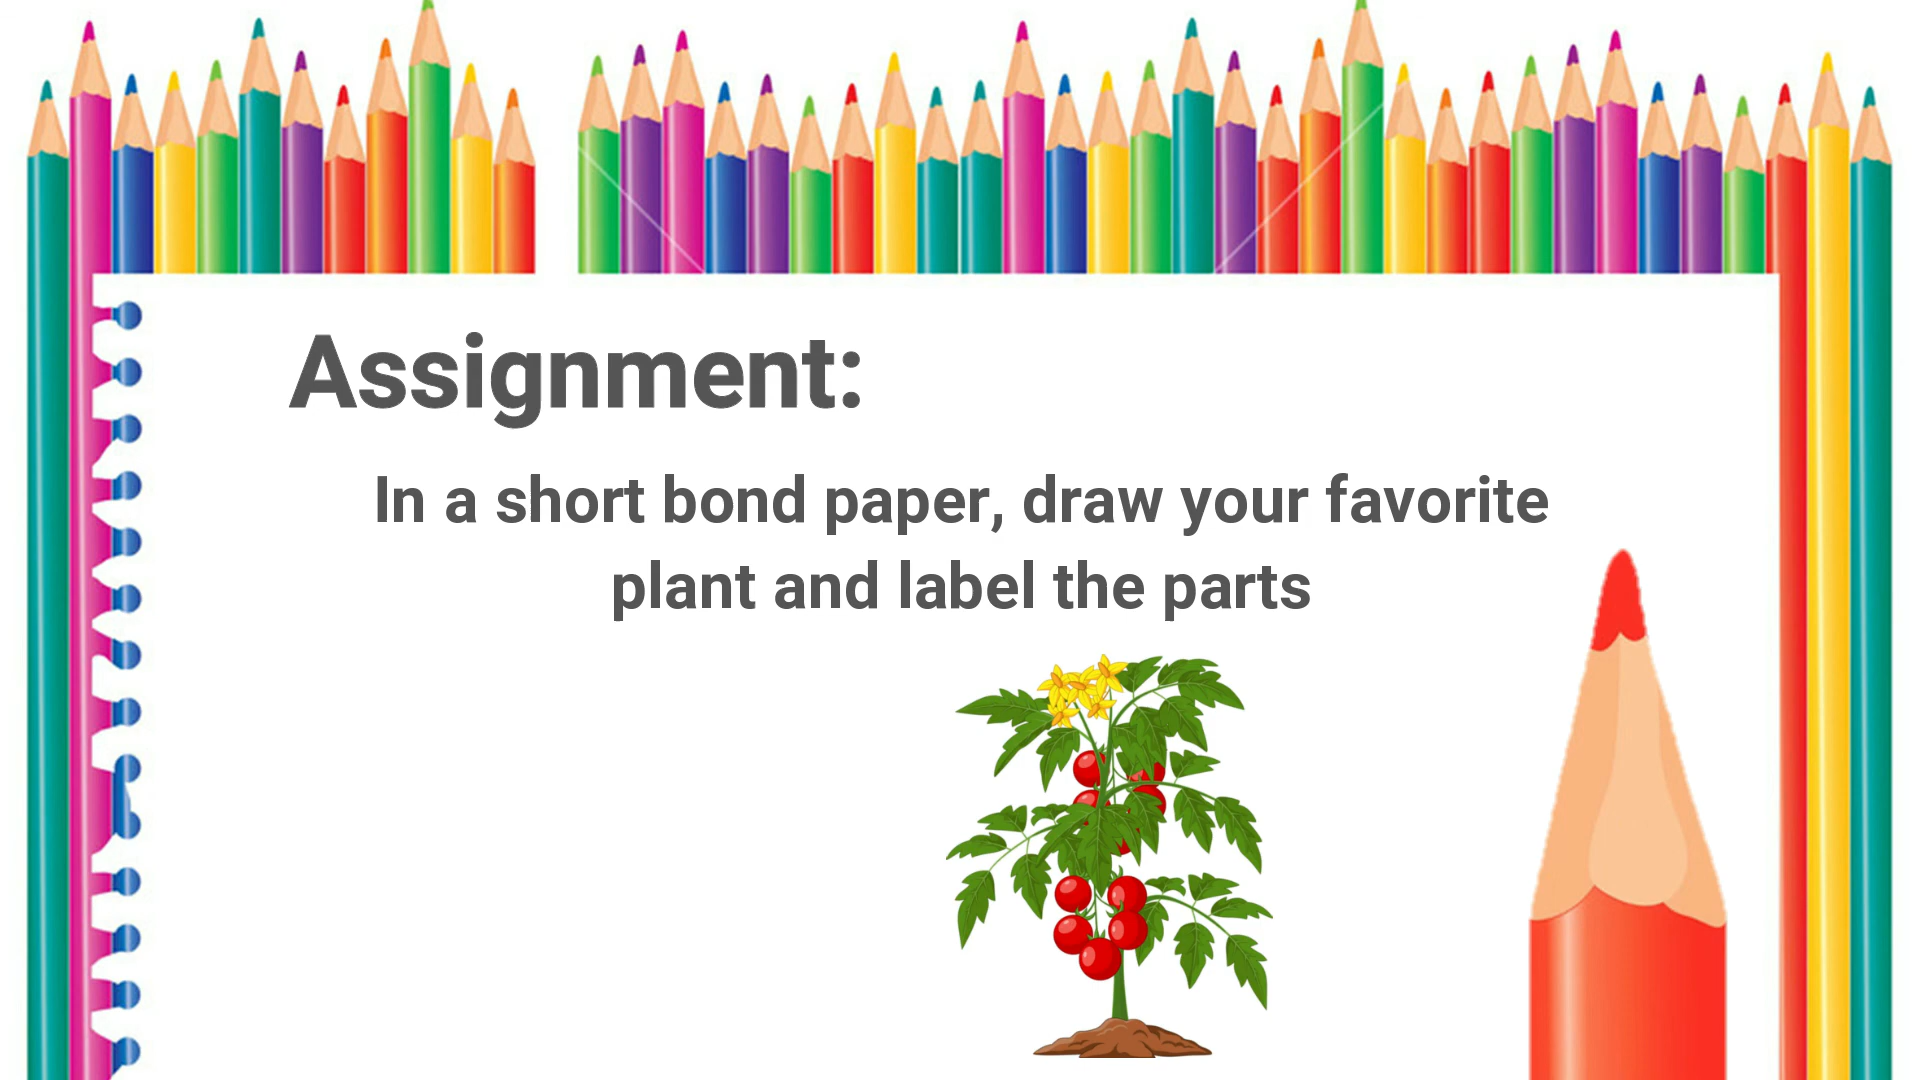 Assignment:
In a short bond paper, draw your favorite
plant and label the parts